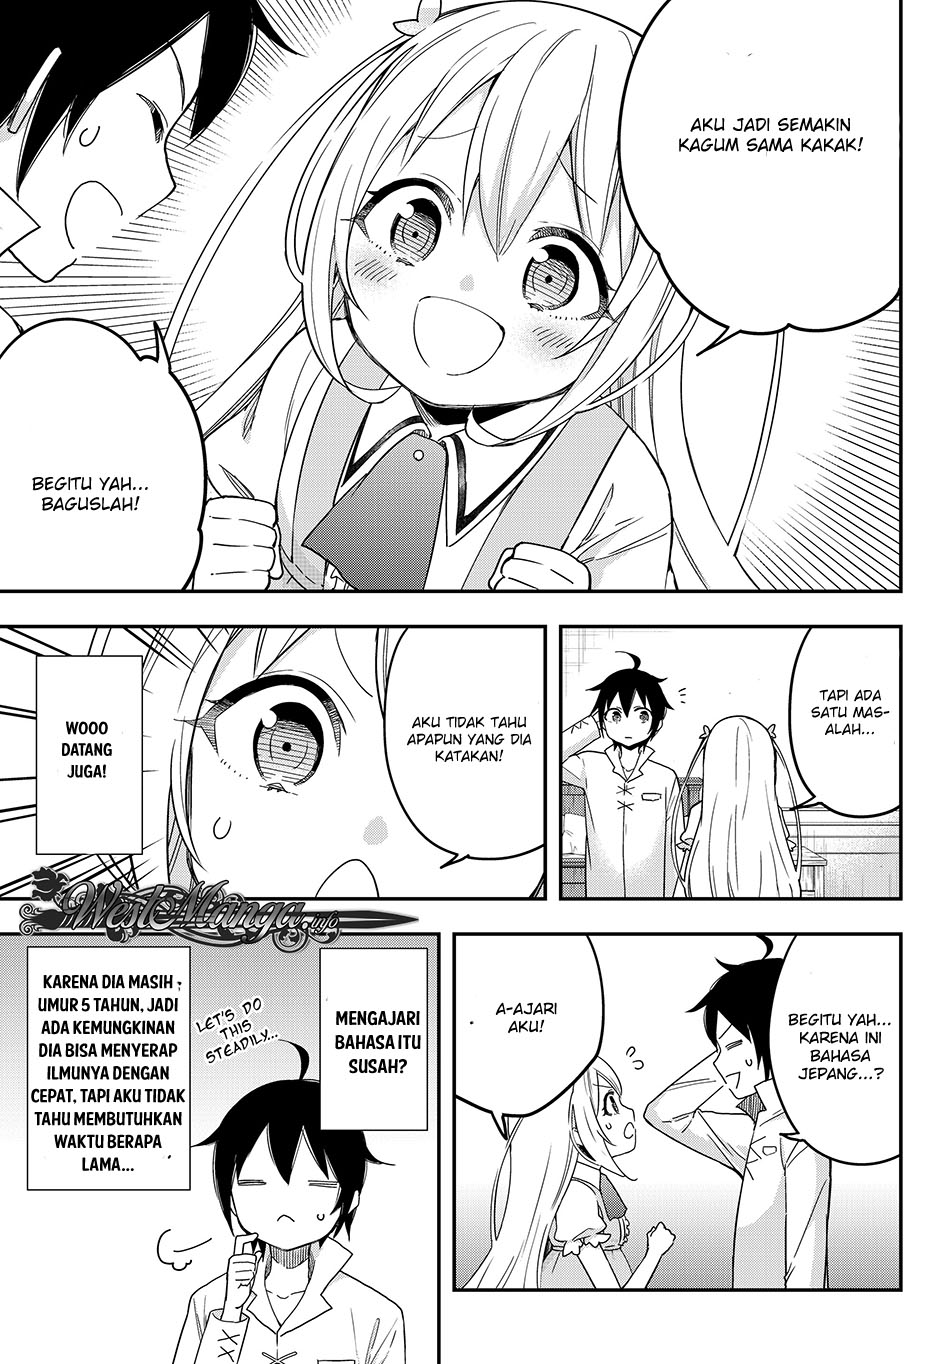 AKU JADI SEMAKIN
KAGUM SAMA KAKAK!
BEGITU YAH...
BAGUSLAH!
TAPI ADA
SATU MAS-
ALAH...
AKU TIDAK TAHU
APAPUN YANG DIA
KATAKAN!
WOOO
DATANG
JUGA!
BEGITU YAH...
KARENA INI
BAHASA
JEPANG...?
A-AJARI
AKU!
MENGAJARI
BAHASA ITU
SUSAH?
LET'S DO
THIS
STEADILY...
KARENA DIA MASIH
UMUR 5 TAHUN, JADI
ADA KEMUNGKINAN
DIA BISA MENYERAP
ILMUNYA DENGAN
CEPAT, TAPI AKU TIDAK
TAHU MEMBUTUHKAN
WAKTU BERAPA
LAMA...
WestManga.info